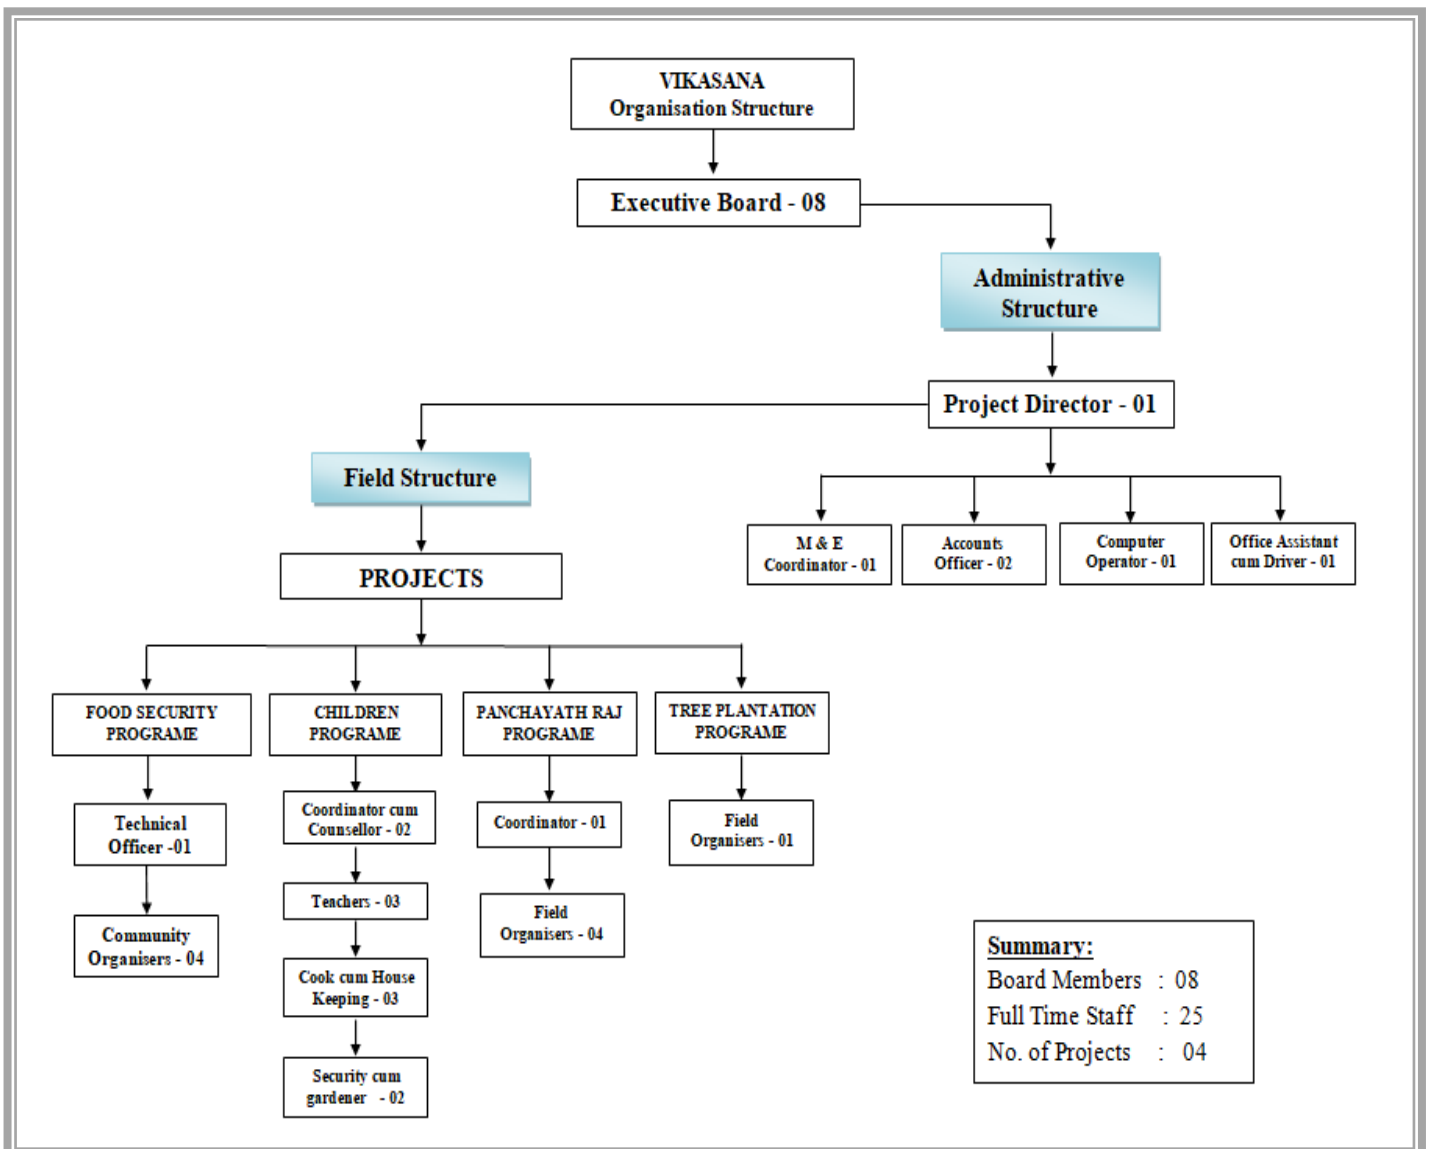 VIKASANA
Organisation Structure
Executive Board - 08
Administrative
Structure
Project Director - 01
Field Structure
M & E
Coordinator - 01
Accounts
Officer - 02
Computer
Operator - 01
Office Assistant
cum Driver - 01
PROJECTS
FOOD SECURITY
PROGRAME
CHILDREN
PROGRAME
PANCHAYATH RAJ
PROGRAME
TREE PLANTATION
PROGRAME
Technical
Officer -01
Community
Organisers - 04
Coordinator cum
Counsellor - 02
Teachers - 03
Cook cum House
Keeping - 03
Security cum
gardener - 02
Coordinator - 01
Field
Organisers - 04
Field
Organisers - 01
Summary:
Board Members : 08
Full Time Staff : 25
No. of Projects : 04